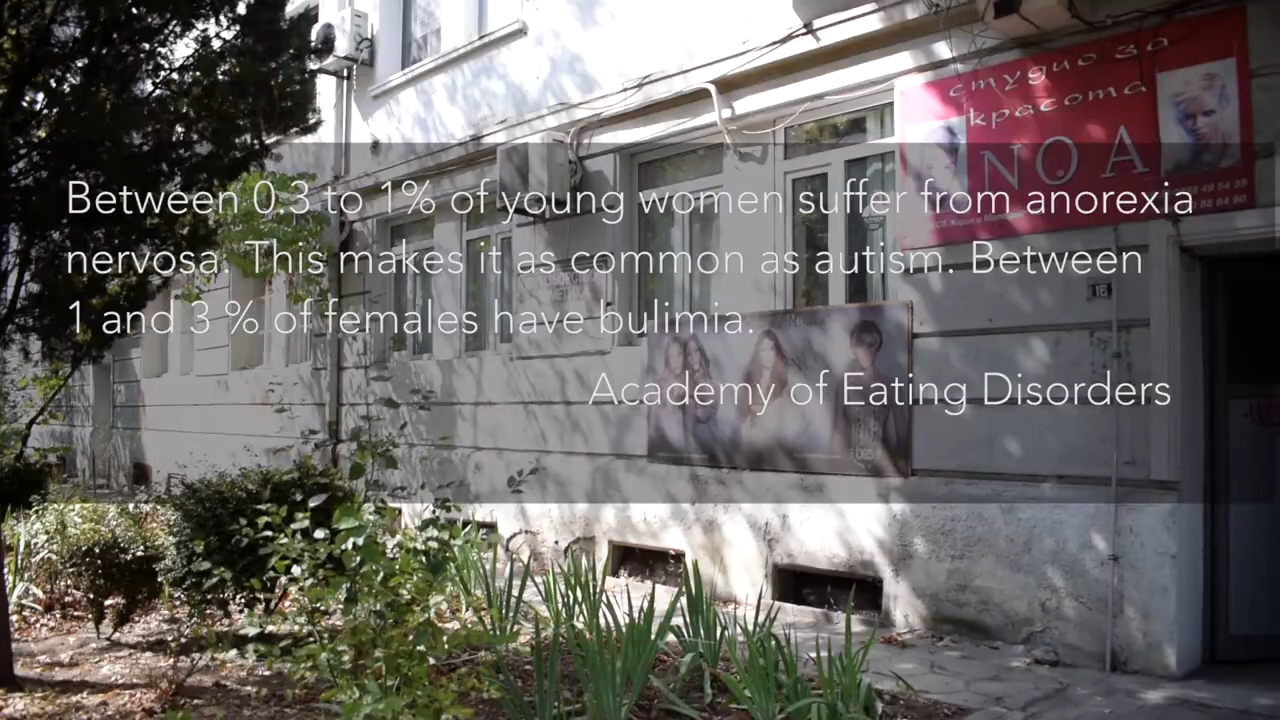 студио за
красота
NOA
Between 0.3 to 1% of young women suffer from anorexia
nervosa. This makes it as common as autism. Between
1 and 3 % of females have bulimia.
18
Academy of Eating Disorders